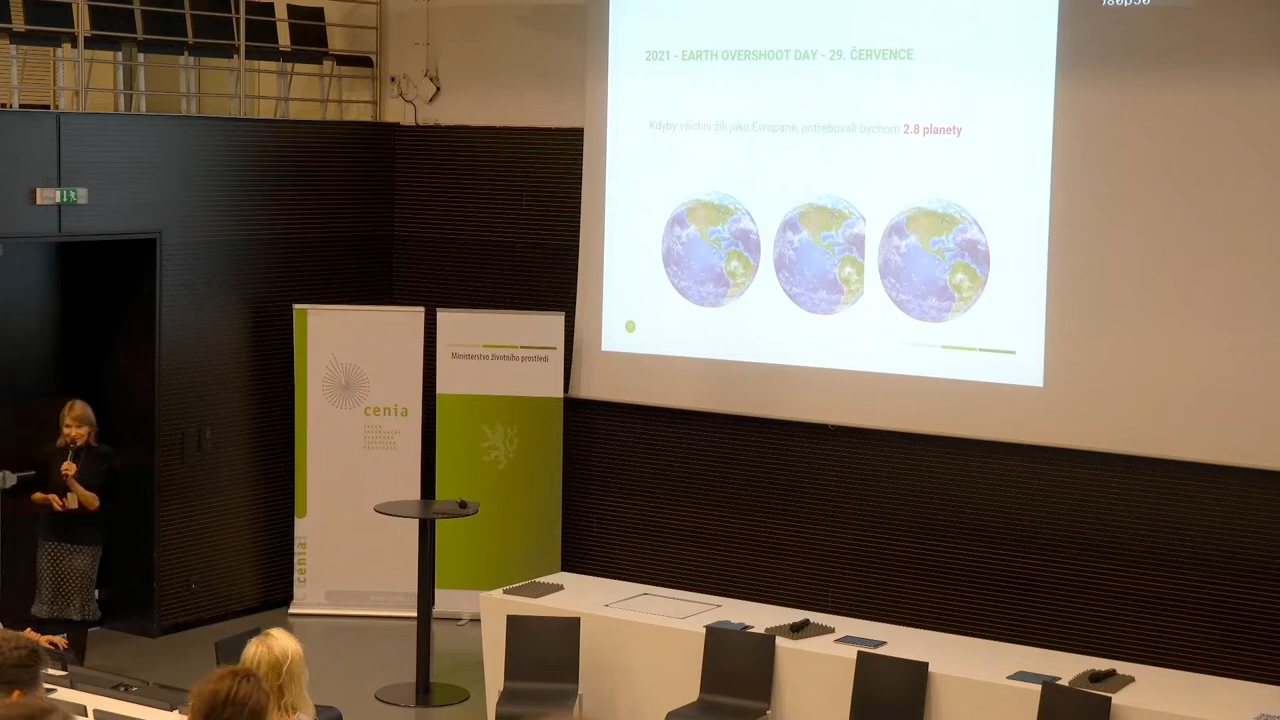 2021 - EARTH OVERSHOOT DAY - 29. ČERVENCE
Kdyby všichni žili jako Evropané, potřebovali bychom 2.8 planety
Ministerstvo životního prostředí
cenia
cenia